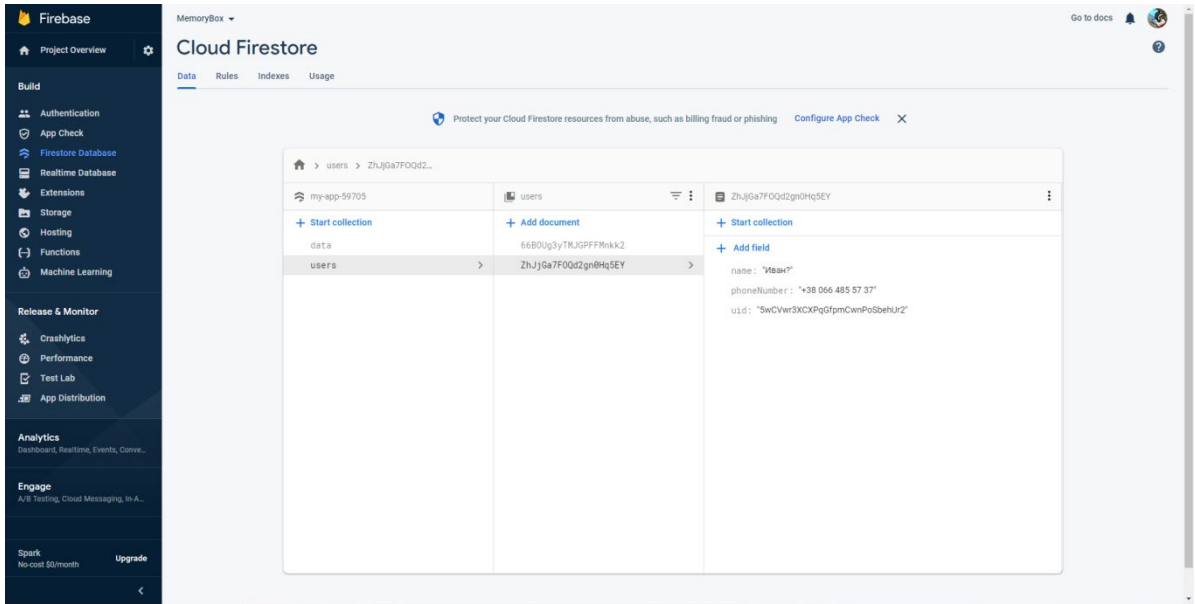 Firebase
Project Overview
Build
Authentication
App Check
Firestore Database
Realtime Database
Extensions
Storage
Hosting
Functions
Machine Learning
Release & Monitor
Crashlytics
Performance
Test Lab
App Distribution
Analytics
Dashboard, Realtime, Events, Conve...
Engage
A/B Testing, Cloud Messaging, In-A...
Spark
No-cost $0/month
Upgrade
MemoryBox
Go to docs
Cloud Firestore
Data Rules Indexes Usage
Protect your Cloud Firestore resources from abuse, such as billing fraud or phishing Configure App Check
> users > ZhJjGa7FOQd2...
my-app-59705
+ Start collection
data
users
users
+ Add document
66BOUg3yTMJGPFFMnkk2
ZhJjGa7FOQd2gn0Hq5EY
ZhJjGa7FOQd2gn0Hq5EY
+ Start collection
+ Add field
name: "Иван?"
phoneNumber: "+38 066 485 57 37"
uid: "5wCVwr3XCXPqGfpmCwnPoSbehUr2"